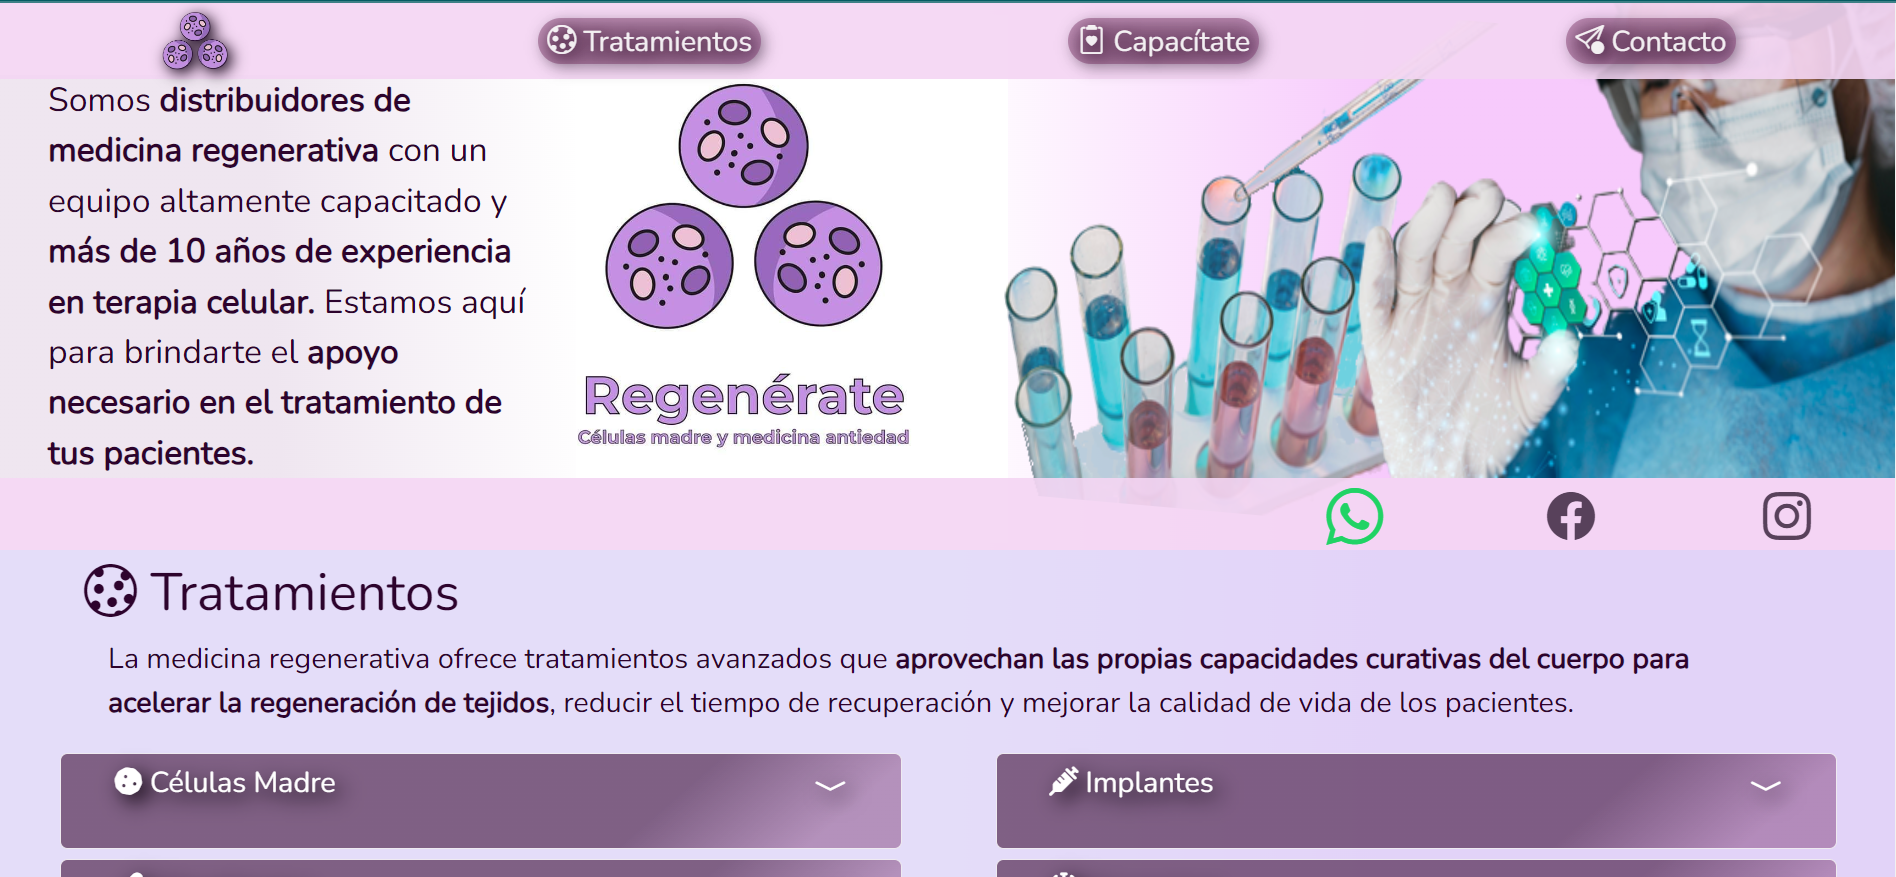 Tratamientos
Capacítate
Contacto
Somos distribuidores de
medicina regenerativa con un
equipo altamente capacitado y
más de 10 años de experiencia
en terapia celular. Estamos aquí
para brindarte el apoyo
necesario en el tratamiento de
tus pacientes.
Regenérate
Células madre y medicina antiedad
Tratamientos
La medicina regenerativa ofrece tratamientos avanzados que aprovechan las propias capacidades curativas del cuerpo para
acelerar la regeneración de tejidos, reducir el tiempo de recuperación y mejorar la calidad de vida de los pacientes.
Células Madre
Implantes